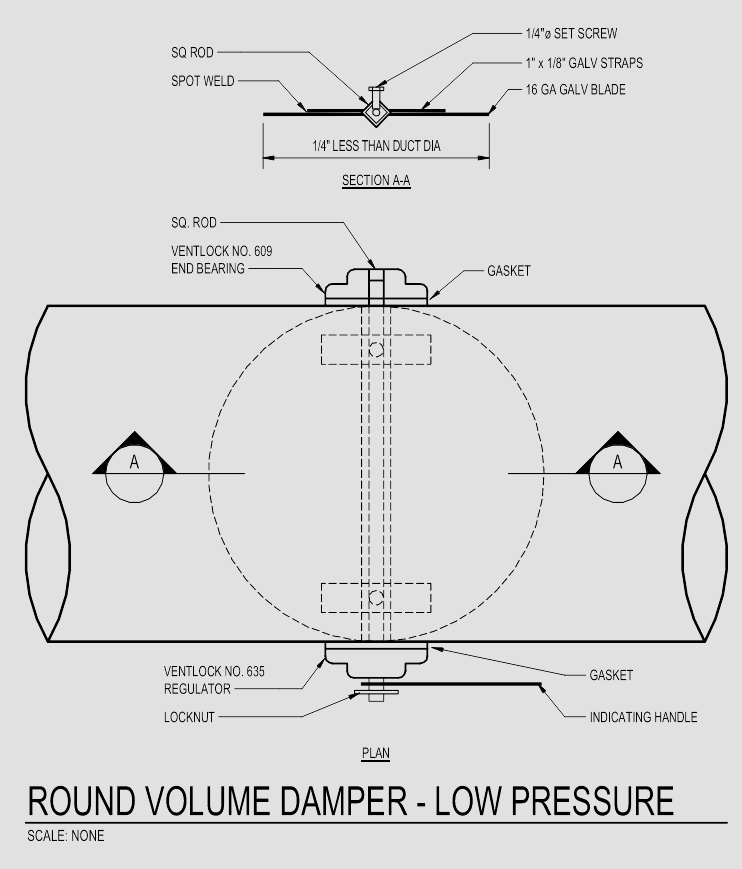 1/4"ø SET SCREW
SQ ROD
1" x 1/8" GALV STRAPS
SPOT WELD
16 GA GALV BLADE
1/4" LESS THAN DUCT DIA
SECTION A-A
SQ. ROD
VENTLOCK NO. 609
END BEARING
GASKET
A
A
VENTLOCK NO. 635
REGULATOR
GASKET
LOCKNUT
INDICATING HANDLE
PLAN
ROUND VOLUME DAMPER - LOW PRESSURE
SCALE: NONE